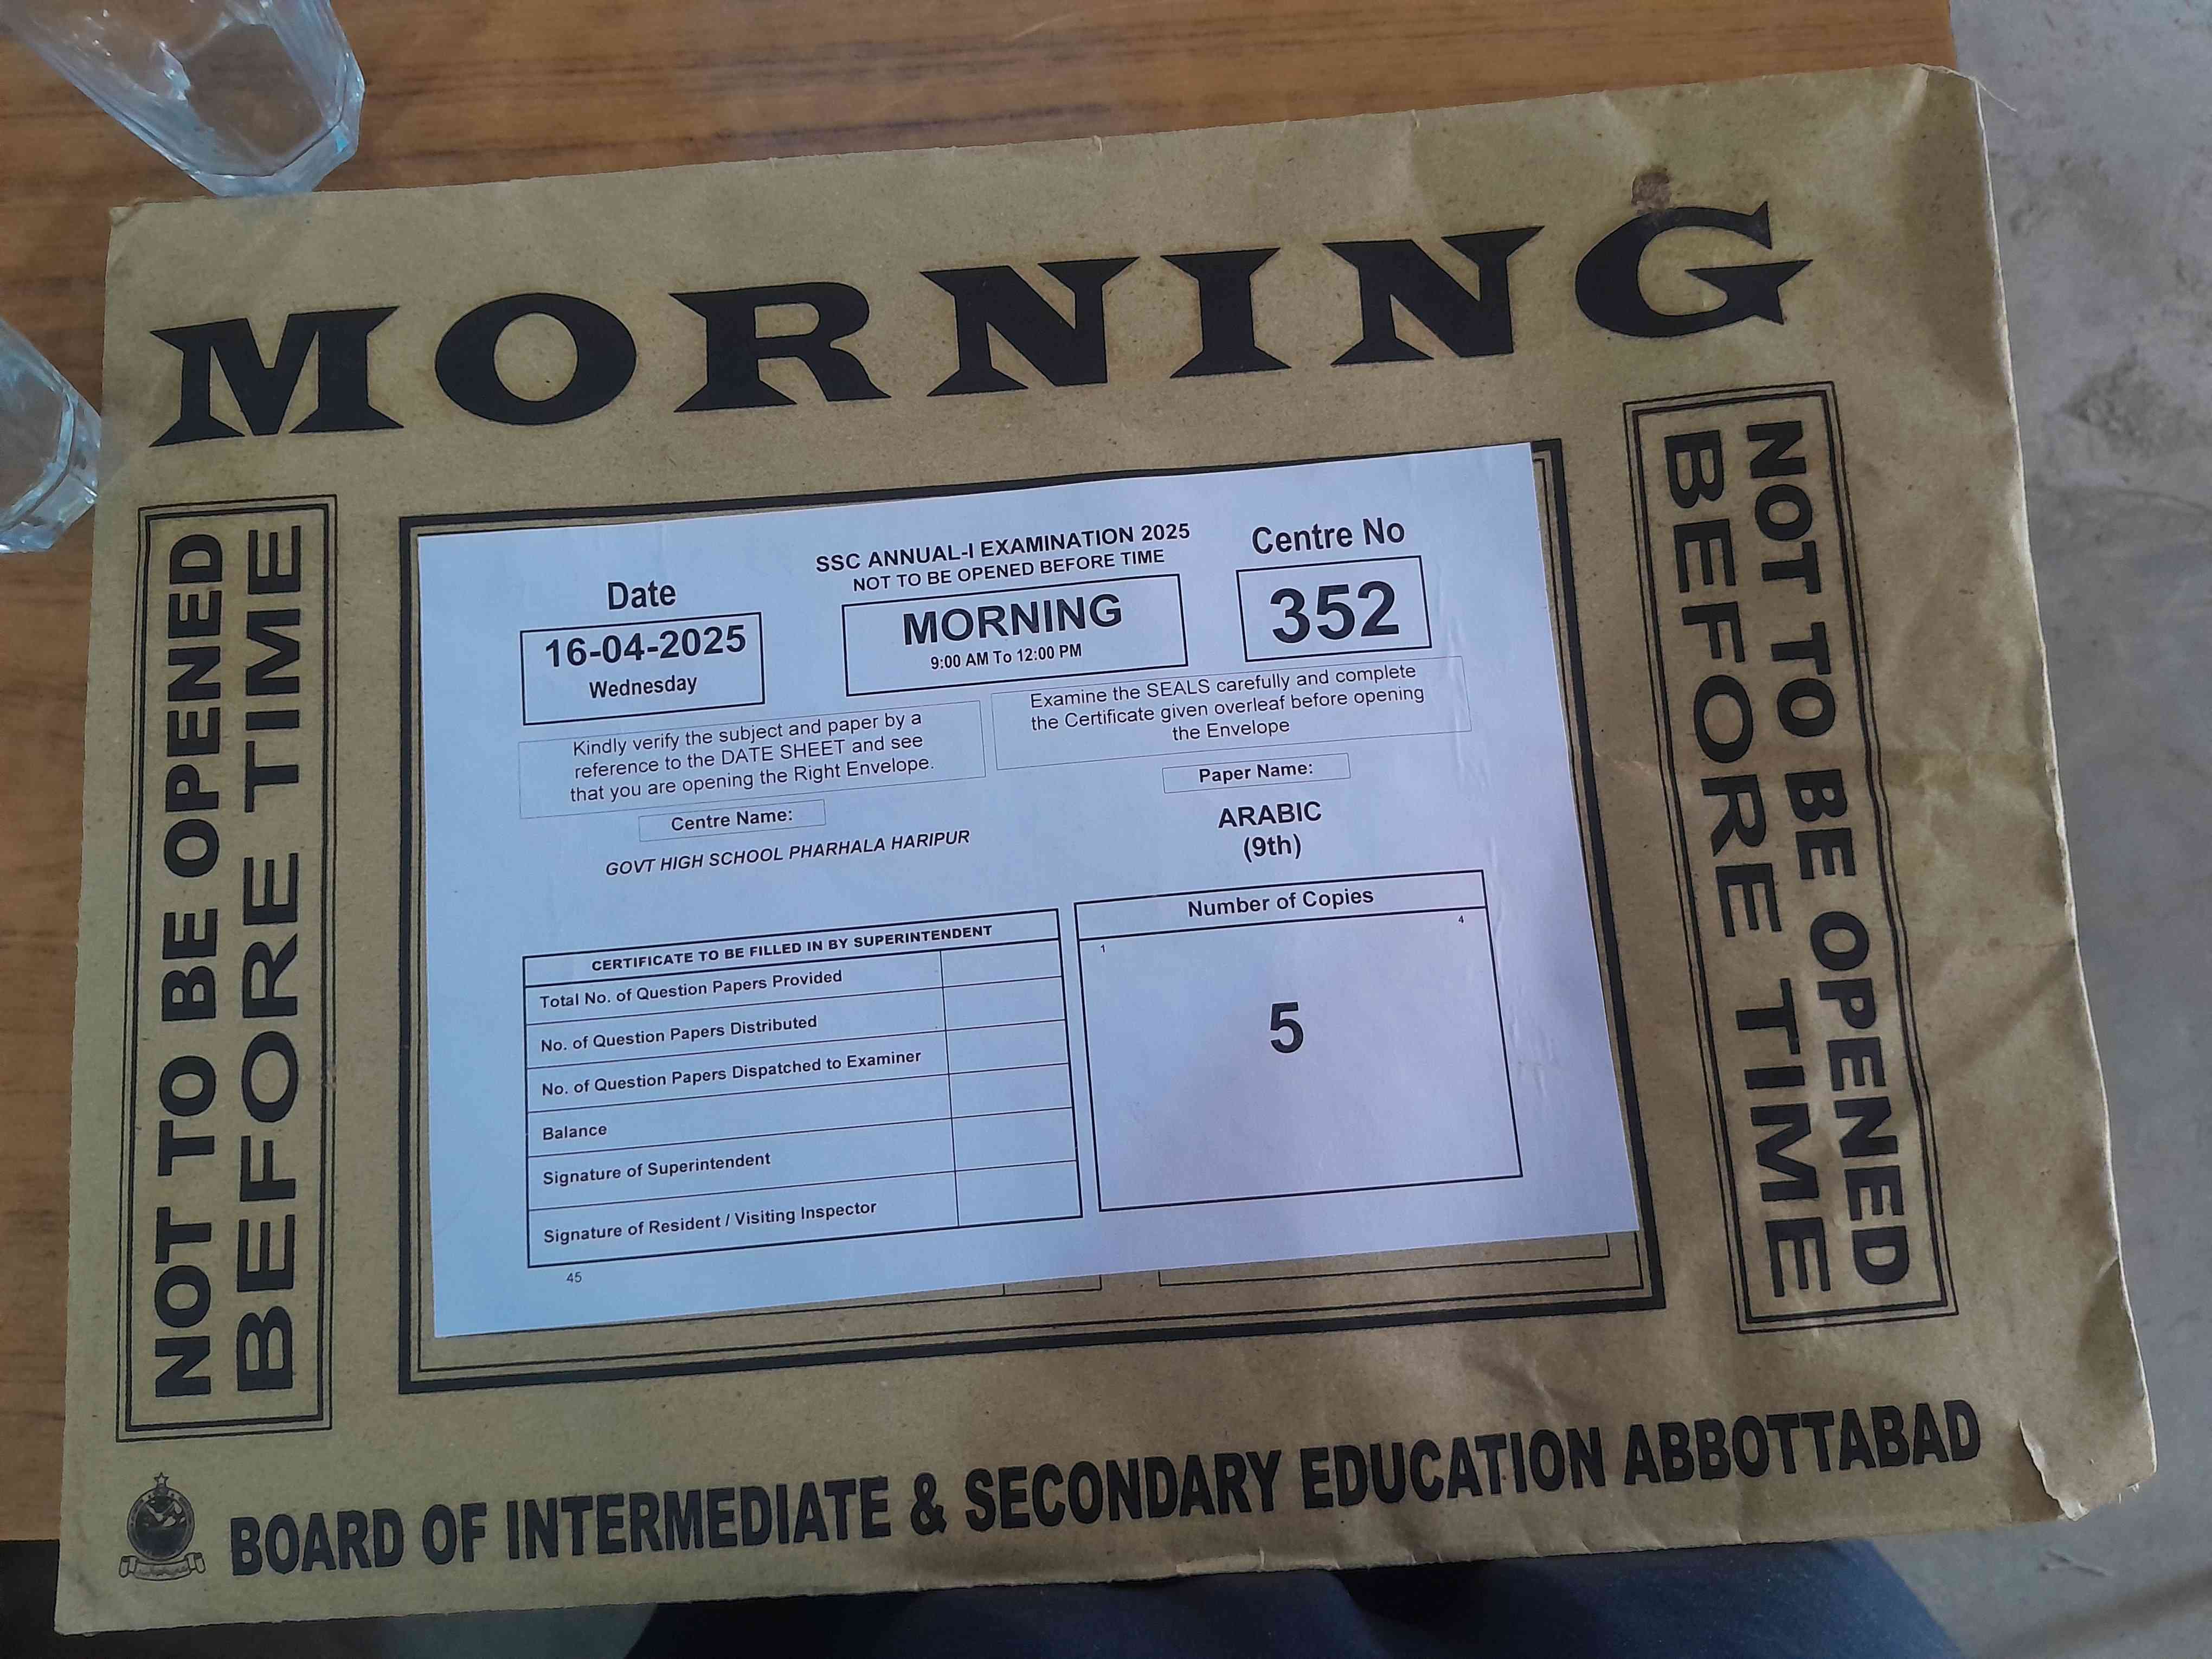 MORNING
NOT TO BE OPENED
BEFORE TIME
SSC ANNUAL-I EXAMINATION 2025
NOT TO BE OPENED BEFORE TIME
Date
16-04-2025
Wednesday
MORNING
9:00 AM To 12:00 PM
Centre No
352
Kindly verify the subject and paper by a
reference to the DATE SHEET and see
that you are opening the Right Envelope.
Examine the SEALS carefully and complete
the Certificate given overleaf before opening
the Envelope
Centre Name:
GOVT HIGH SCHOOL PHARHALA HARIPUR
Paper Name:
ARABIC
(9th)
CERTIFICATE TO BE FILLED IN BY SUPERINTENDENT
Total No. of Question Papers Provided
No. of Question Papers Distributed
No. of Question Papers Dispatched to Examiner
Balance
Signature of Superintendent
Signature of Resident / Visiting Inspector
45
Number of Copies
1 4
5
NOT TO BE OPENED
BEFORE TIME
BOARD OF INTERMEDIATE & SECONDARY EDUCATION ABBOTTABAD